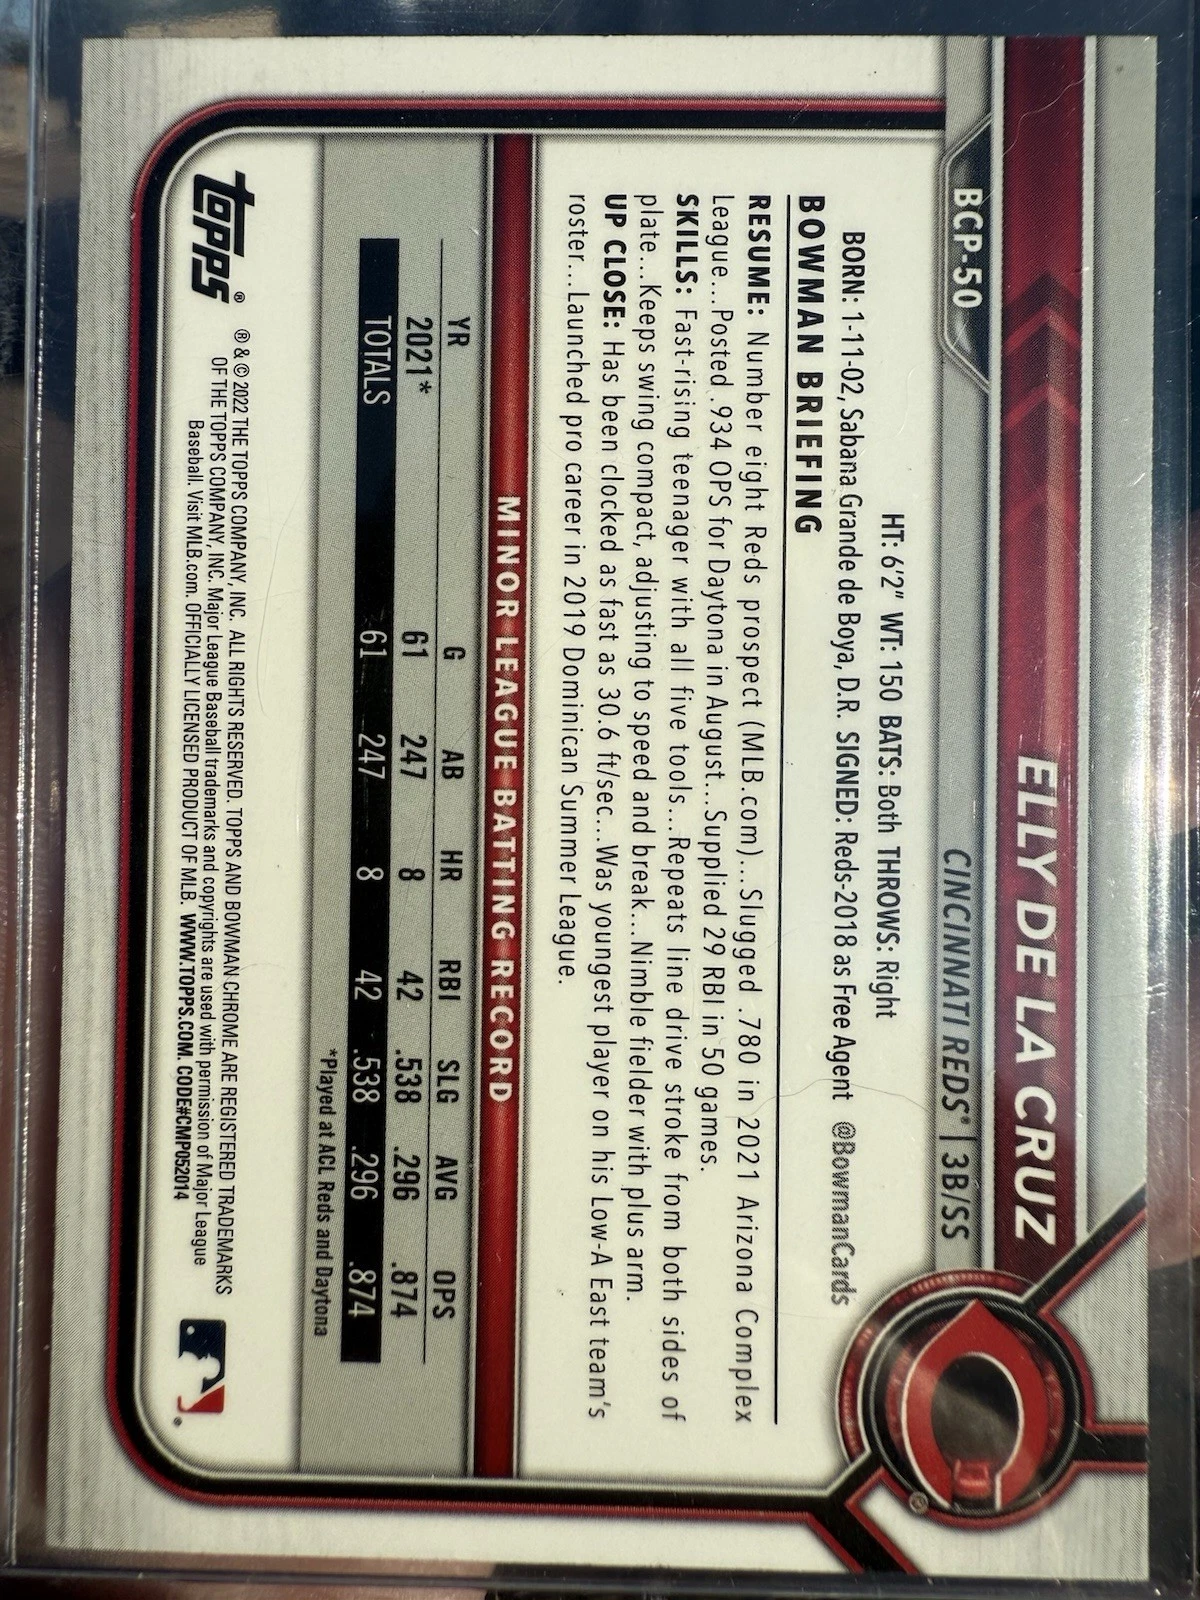 BCP-50
ELLY DE LA CRUZ
CINCINNATI REDS® | 3B/SS
HT: 6'2" WT: 150 BATS: Both THROWS: Right
BORN: 1-11-02, Sabana Grande de Boya, D.R. SIGNED: Reds-2018 as Free Agent @BowmanCards
BOWMAN BRIEFING
RESUME: Number eight Reds prospect (MLB.com)...Slugged .780 in 2021 Arizona Complex
League...Posted .934 OPS for Daytona in August...Supplied 29 RBI in 50 games.
SKILLS: Fast-rising teenager with all five tools...Repeats line drive stroke from both sides of
plate...Keeps swing compact, adjusting to speed and break...Nimble fielder with plus arm.
UP CLOSE: Has been clocked as fast as 30.6 ft/sec...Was youngest player on his Low-A East team's
roster...Launched pro career in 2019 Dominican Summer League.
MINOR LEAGUE BATTING RECORD
YR G AB HR RBI SLG AVG OPS
2021* 61 247 8 42 .538 .296 .874
TOTALS 61 247 8 42 .538 .296 .874
*Played at ACL Reds and Daytona
topps®
® & © 2022 THE TOPPS COMPANY, INC. ALL RIGHTS RESERVED. TOPPS AND BOWMAN CHROME ARE REGISTERED TRADEMARKS
OF THE TOPPS COMPANY, INC. Major League Baseball trademarks and copyrights are used with permission of Major League
Baseball. Visit MLB.com. OFFICIALLY LICENSED PRODUCT OF MLB. WWW.TOPPS.COM. CODE#CMP052014